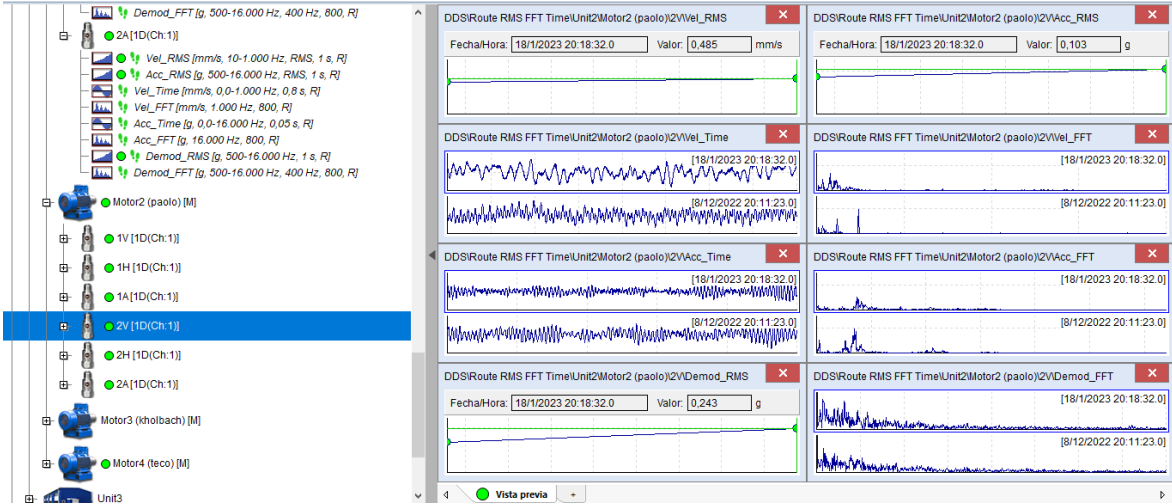 Demod_FFT [g, 500-16.000 Hz, 400 Hz, 800, R]
2A[1D(Ch:1)]
Vel_RMS [mm/s, 10-1.000 Hz, RMS, 1 s, R]
Acc_RMS [g, 500-16.000 Hz, RMS, 1 s, R]
Vel_Time [mm/s, 0,0-1.000 Hz, 0,8 s, R]
Vel_FFT [mm/s, 1.000 Hz, 800, R]
Acc_Time [g, 0,0-16.000 Hz, 0,05 s, R]
Acc_FFT [g, 16.000 Hz, 800, R]
Demod_RMS [g, 500-16.000 Hz, 1 s, R]
Demod_FFT [g, 500-16.000 Hz, 400 Hz, 800, R]
Motor2 (paolo) [M]
1V [1D(Ch:1)]
1H [1D(Ch:1)]
1A[1D(Ch:1)]
2V [1D(Ch:1)]
2H [1D(Ch:1)]
2A[1D(Ch:1)]
Motor3 (kholbach) [M]
Motor4 (teco) [M]
Unit3
DDS\Route RMS FFT Time\Unit2\Motor2 (paolo)\2V\Vel_RMS
Fecha/Hora: 18/1/2023 20:18:32.0 Valor: 0,485 mm/s
DDS\Route RMS FFT Time\Unit2\Motor2 (paolo)\2V\Acc_RMS
Fecha/Hora: 18/1/2023 20:18:32.0 Valor: 0,103 g
DDS\Route RMS FFT Time\Unit2\Motor2 (paolo)\2V\Vel_Time
[18/1/2023 20:18:32.0]
[8/12/2022 20:11:23.0]
DDS\Route RMS FFT Time\Unit2\Motor2 (paolo)\2V\Vel_FFT
[18/1/2023 20:18:32.0]
[8/12/2022 20:11:23.0]
DDS\Route RMS FFT Time\Unit2\Motor2 (paolo)\2V\Acc_Time
[18/1/2023 20:18:32.0]
[8/12/2022 20:11:23.0]
DDS\Route RMS FFT Time\Unit2\Motor2 (paolo)\2V\Acc_FFT
[18/1/2023 20:18:32.0]
[8/12/2022 20:11:23.0]
DDS\Route RMS FFT Time\Unit2\Motor2 (paolo)\2V\Demod_RMS
Fecha/Hora: 18/1/2023 20:18:32.0 Valor: 0,243 g
DDS\Route RMS FFT Time\Unit2\Motor2 (paolo)\2V\Demod_FFT
[18/1/2023 20:18:32.0]
[8/12/2022 20:11:23.0]
Vista previa +